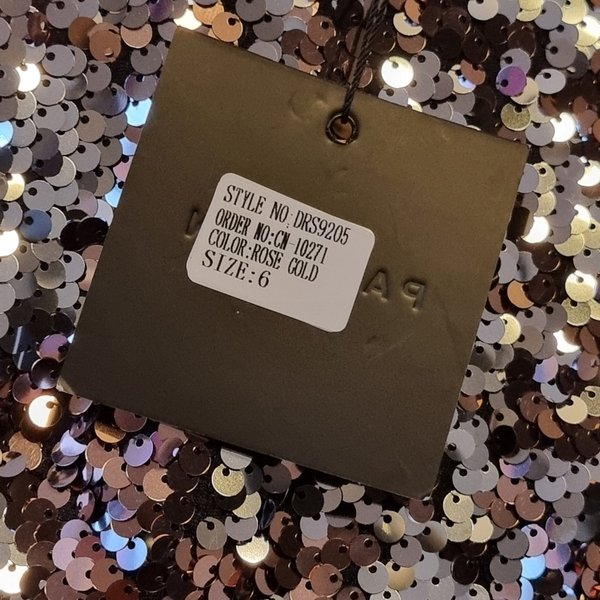 STYLE NO:DRS9205
ORDER NO:CN-10271
COLOR:ROSE GOLD
SIZE:6